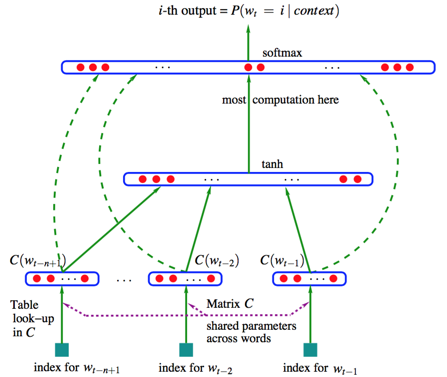 i-th output = P(w_t = i | context)
softmax
... ...
most computation here
tanh
... ...
C(w_{t−n+1}) C(w_{t−2}) C(w_{t−1})
... ... ... ...
Table Matrix C
look−up shared parameters
in C across words
index for w_{t−n+1} index for w_{t−2} index for w_{t−1}